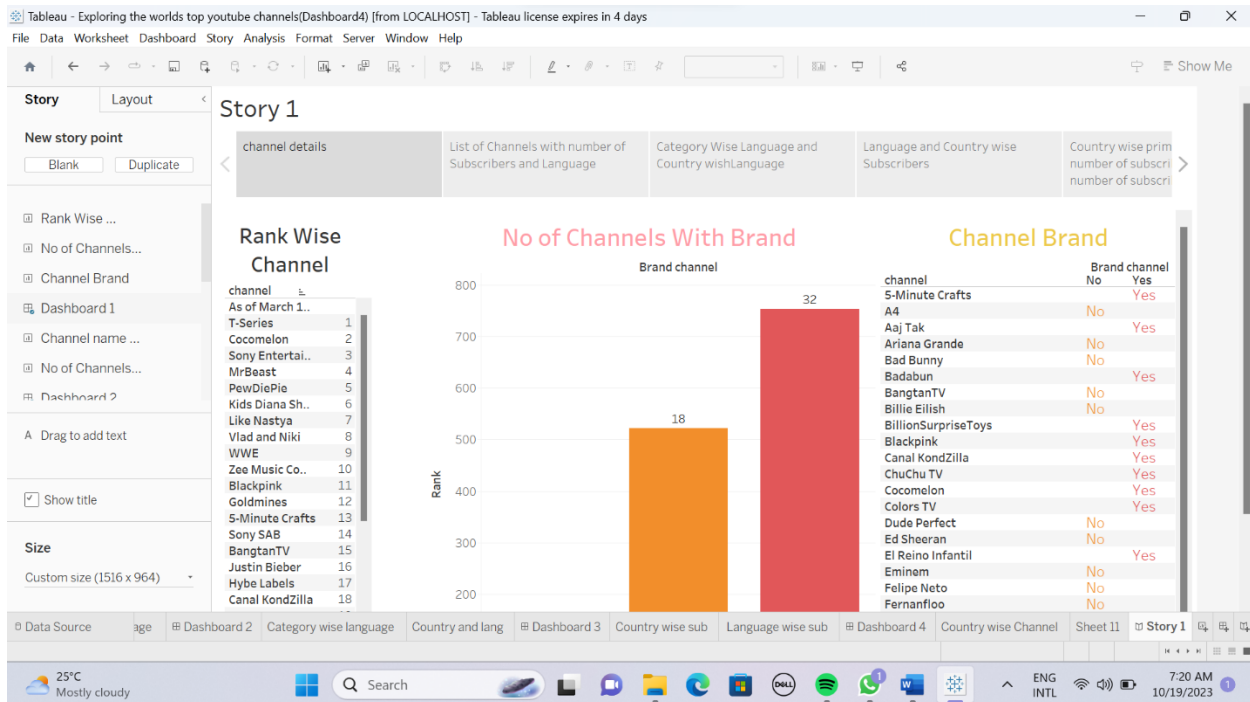 Tableau - Exploring the worlds top youtube channels(Dashboard4) [from LOCALHOST] - Tableau license expires in 4 days
File Data Worksheet Dashboard Story Analysis Format Server Window Help
Show Me
Story Layout
New story point
Blank Duplicate
Rank Wise ...
No of Channels...
Channel Brand
Dashboard 1
Channel name ...
No of Channels...
Dashboard 2
A Drag to add text
Show title
Size
Custom size (1516 x 964)
Story 1
channel details
List of Channels with number of
Subscribers and Language
Category Wise Language and
Country wishLanguage
Language and Country wise
Subscribers
Country wise prim
number of subscri
number of subscri
Rank Wise
Channel
channel
As of March 1..
T-Series 1
Cocomelon 2
Sony Entertai.. 3
MrBeast 4
PewDiePie 5
Kids Diana Sh.. 6
Like Nastya 7
Vlad and Niki 8
WWE 9
Zee Music Co.. 10
Blackpink 11
Goldmines 12
5-Minute Crafts 13
Sony SAB 14
BangtanTV 15
Justin Bieber 16
Hybe Labels 17
Canal KondZilla 18
No of Channels With Brand
Brand channel
800
700
600
500
400
300
200
Rank
18
32
Channel Brand
Brand channel
channel No Yes
5-Minute Crafts Yes
A4 No
Aaj Tak Yes
Ariana Grande No
Bad Bunny No
Badabun Yes
BangtanTV No
Billie Eilish No
BillionSurpriseToys Yes
Blackpink Yes
Canal KondZilla Yes
ChuChu TV Yes
Cocomelon Yes
Colors TV Yes
Dude Perfect No
Ed Sheeran No
El Reino Infantil Yes
Eminem No
Felipe Neto No
Fernanfloo No
Data Source age Dashboard 2 Category wise language Country and lang Dashboard 3 Country wise sub Language wise sub Dashboard 4 Country wise Channel Sheet 11 Story 1
25°C
Mostly cloudy
Search
DELL
1
W
ENG
INTL
7:20 AM
10/19/2023
1